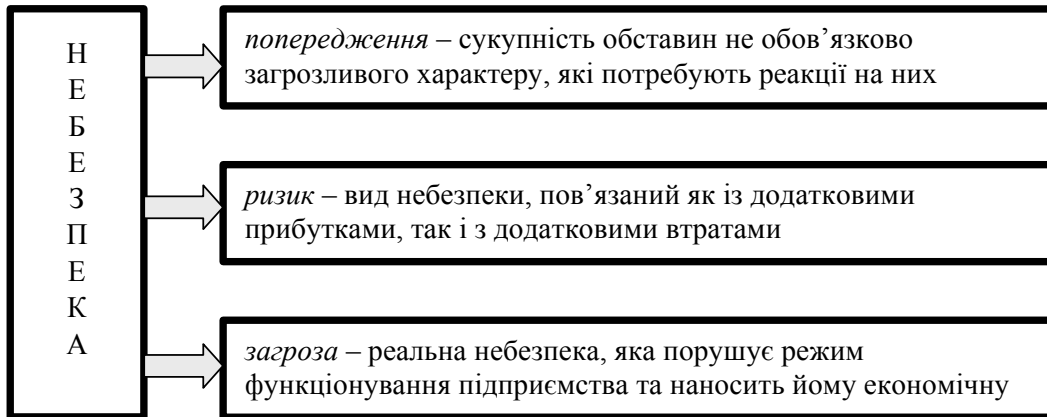 НЕБЕЗПЕКА
попередження – сукупність обставин не обов’язково
загрозливого характеру, які потребують реакції на них
ризик – вид небезпеки, пов’язаний як із додатковими
прибутками, так і з додатковими втратами
загроза – реальна небезпека, яка порушує режим
функціонування підприємства та наносить йому економічну